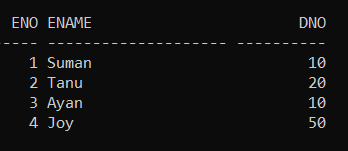 ENO ENAME DNO
----- -------------------- ----------
1 Suman 10
2 Tanu 20
3 Ayan 10
4 Joy 50